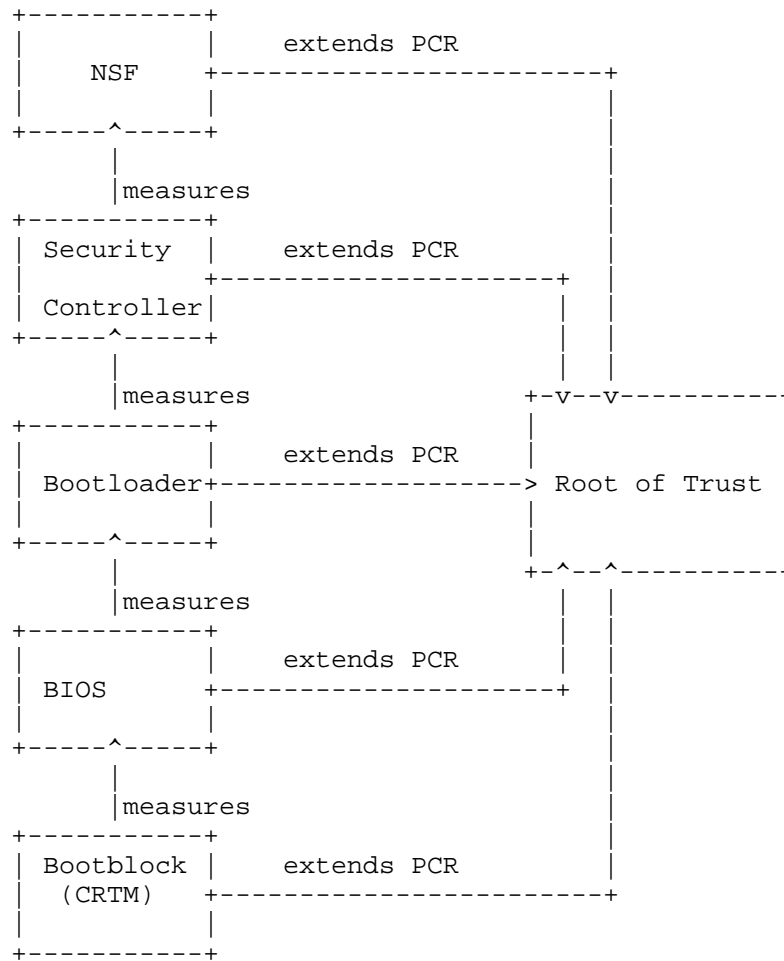 extends PCR
NSF
measures
Security extends PCR
Controller
measures
extends PCR
Bootloader Root of Trust
measures
extends PCR
BIOS
measures
Bootblock extends PCR
(CRTM)